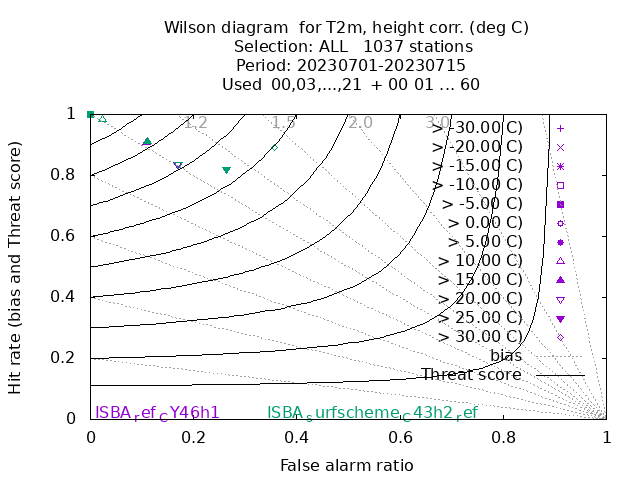 Wilson diagram  for T2m, height corr. (deg C)
Selection: ALL   1037 stations
Period: 20230701-20230715
Used  00,03,...,21  + 00 01 ... 60
1.2 1.5 2.0 3.0
> -30.00 C)
> -20.00 C)
> -15.00 C)
> -10.00 C)
> -5.00 C)
> 0.00 C)
> 5.00 C)
> 10.00 C)
> 15.00 C)
> 20.00 C)
> 25.00 C)
> 30.00 C)
bias
Threat score
1
0.8
0.6
0.4
0.2
0
Hit rate (bias and Threat score)
ISBA_ref_CY46h1 ISBA_surfscheme_C43h2_ref
0 0.2 0.4 0.6 0.8 1
False alarm ratio